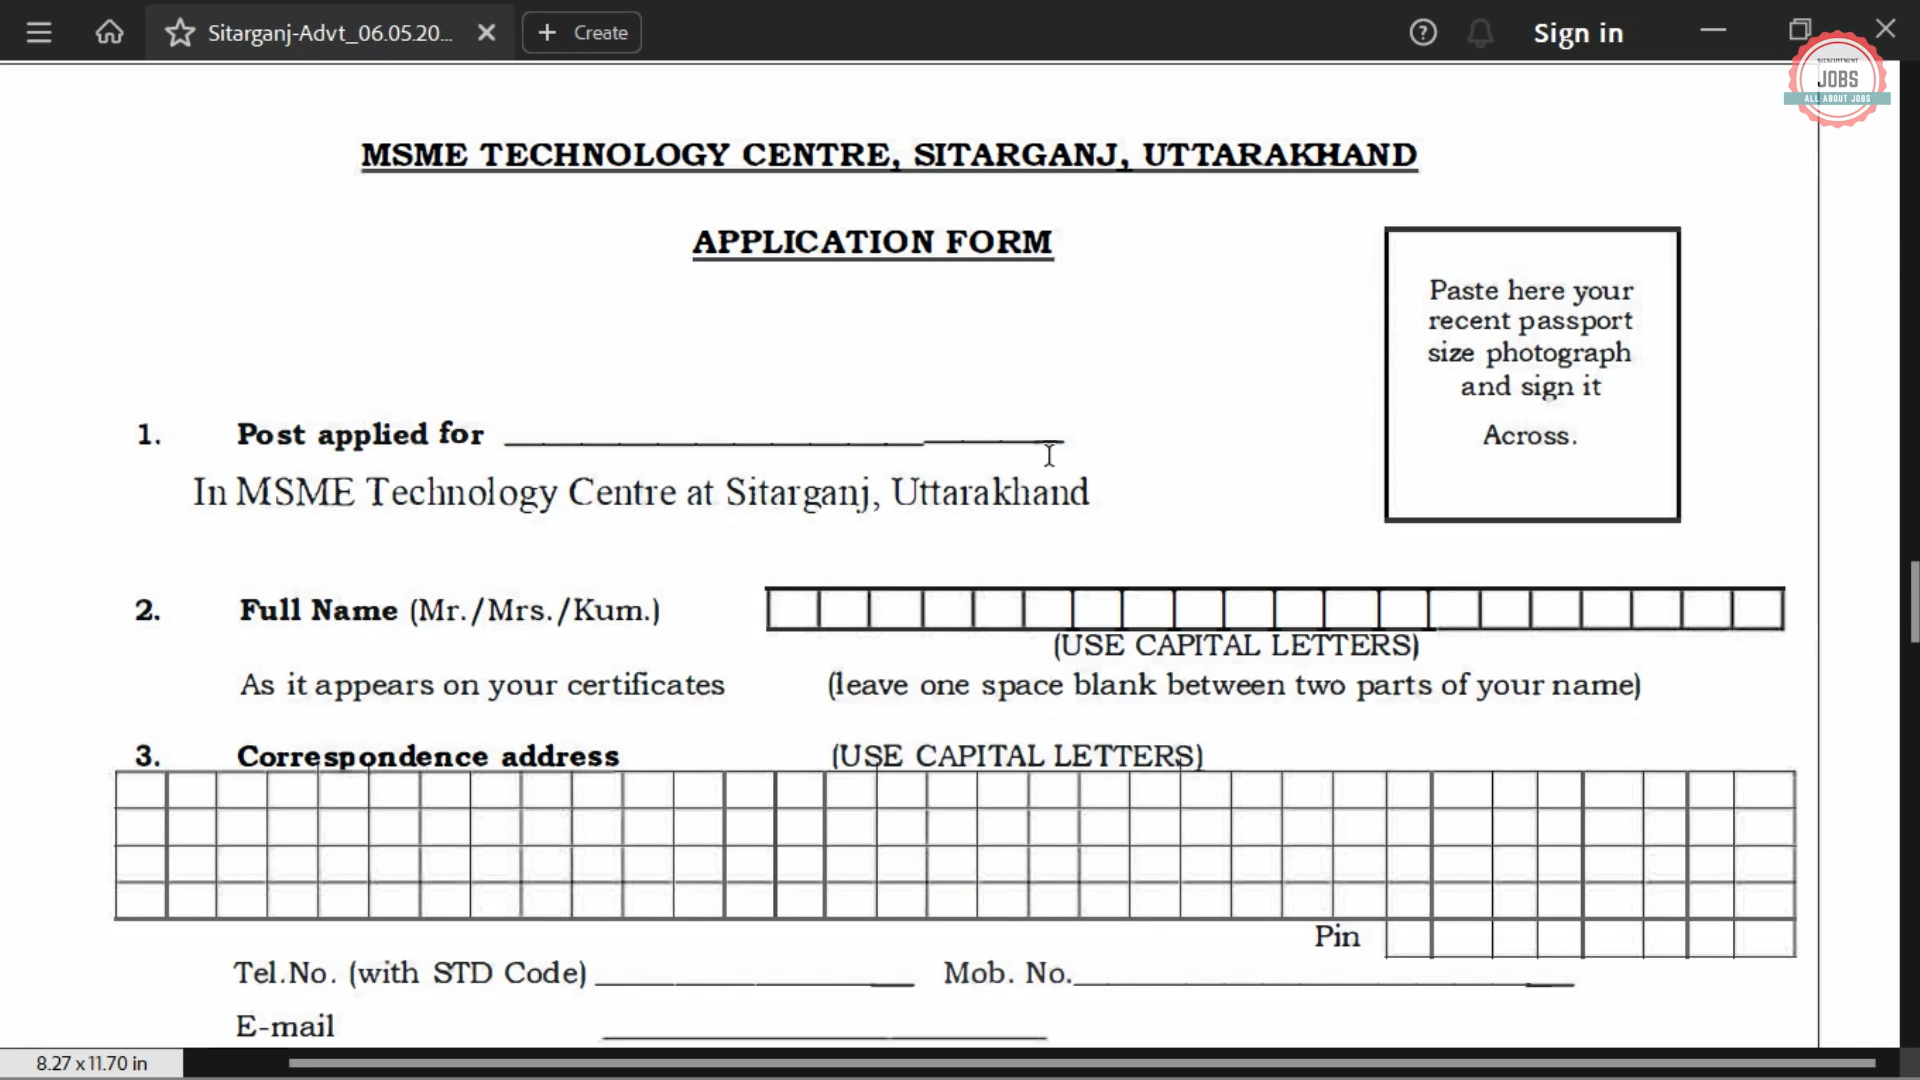 Sitarganj-Advt_06.05.20...
Create
Sign in
JOBS
ALL ABOUT JOBS
MSME TECHNOLOGY CENTRE, SITARGANJ, UTTARAKHAND
APPLICATION FORM
Paste here your
recent passport
size photograph
and sign it
Across.
1. Post applied for
In MSME Technology Centre at Sitarganj, Uttarakhand
2. Full Name (Mr./Mrs./Kum.)
(USE CAPITAL LETTERS)
As it appears on your certificates (leave one space blank between two parts of your name)
3. Correspondence address (USE CAPITAL LETTERS)
Pin
Tel.No. (with STD Code) Mob. No.
E-mail
8.27 x 11.70 in